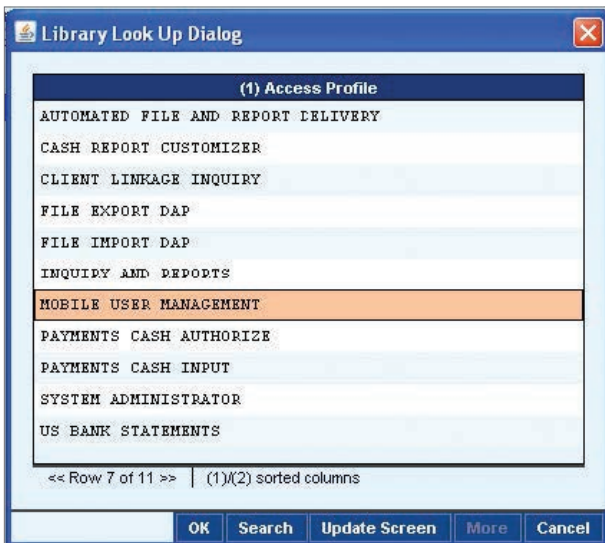 Library Look Up Dialog
(1) Access Profile
AUTOMATED FILE AND REPORT DELIVERY
CASH REPORT CUSTOMIZER
CLIENT LINKAGE INQUIRY
FILE EXPORT DAP
FILE IMPORT DAP
INQUIRY AND REPORTS
MOBILE USER MANAGEMENT
PAYMENTS CASH AUTHORIZE
PAYMENTS CASH INPUT
SYSTEM ADMINISTRATOR
US BANK STATEMENTS
<< Row 7 of 11 >> | (1)/(2) sorted columns
OK Search Update Screen More Cancel